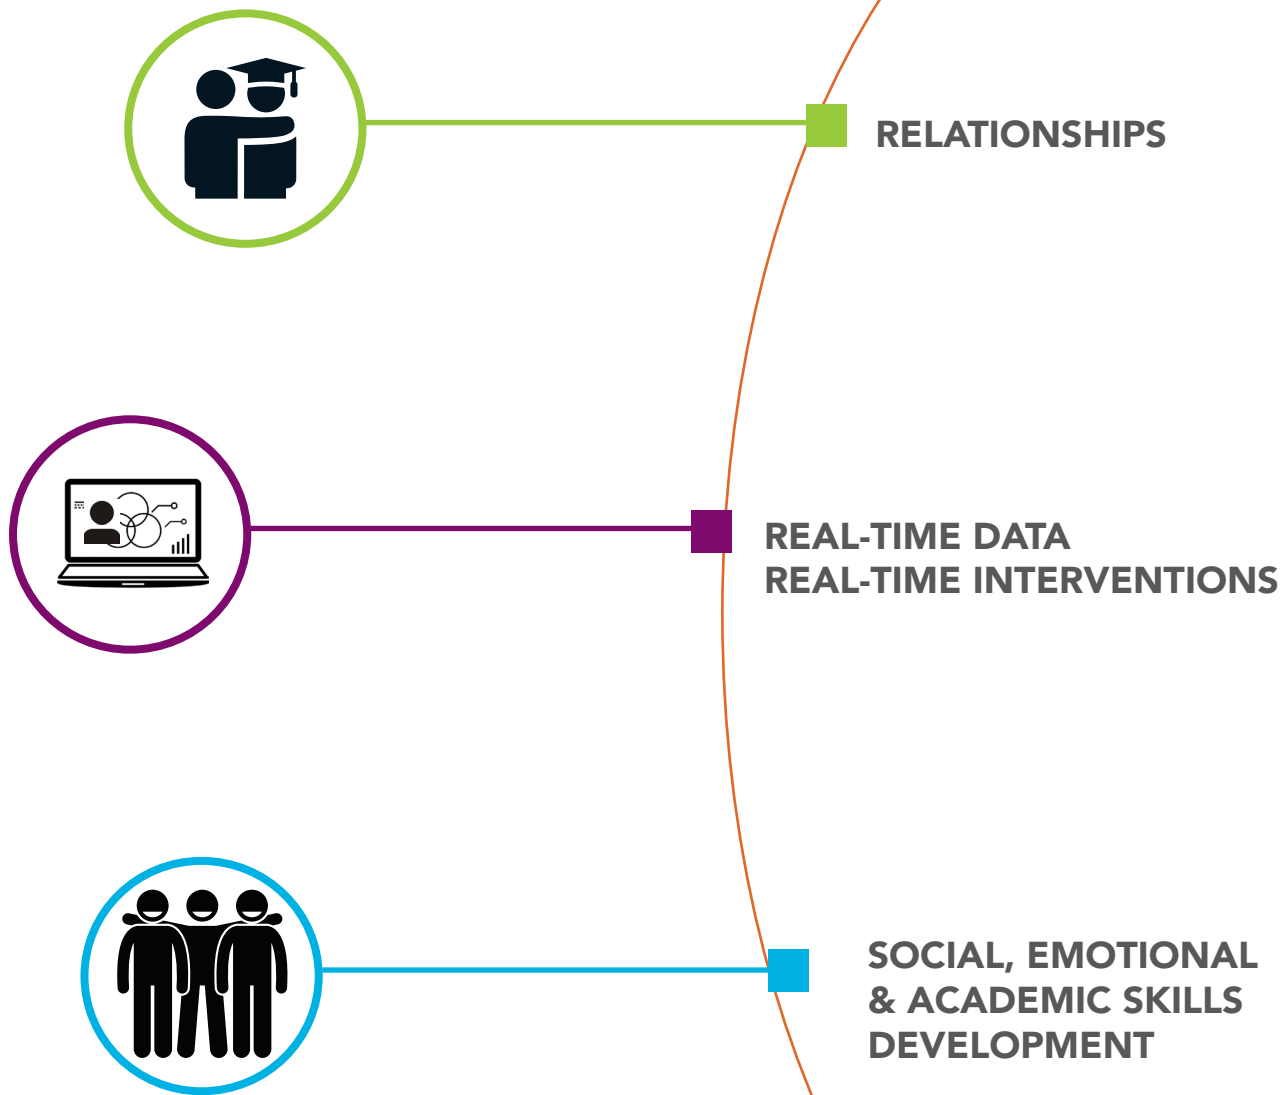 RELATIONSHIPS
REAL-TIME DATA
REAL-TIME INTERVENTIONS
SOCIAL, EMOTIONAL
& ACADEMIC SKILLS
DEVELOPMENT